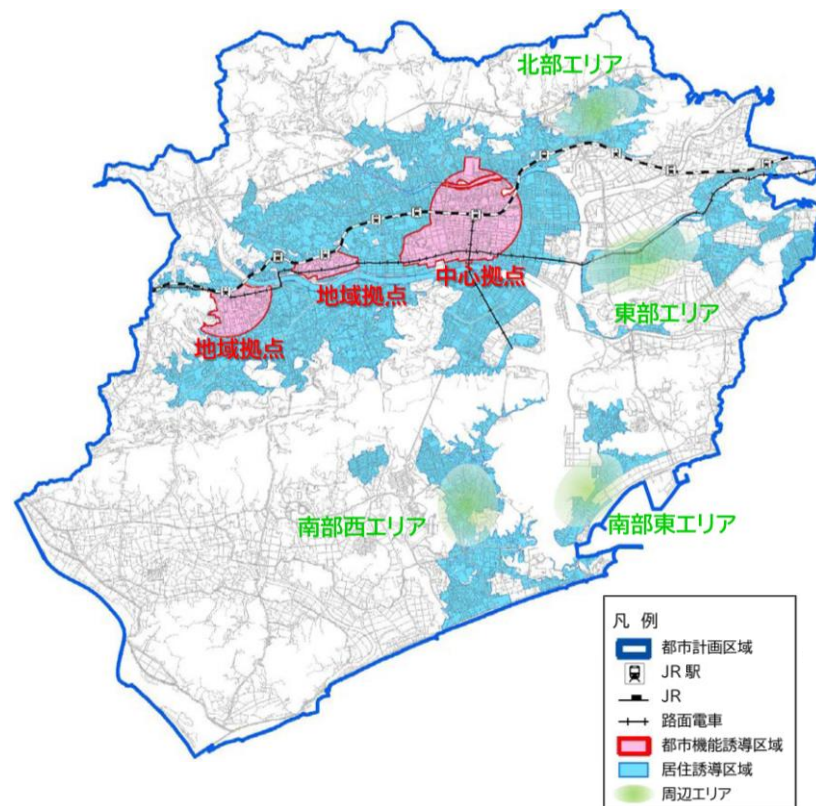 北部エリア
中心拠点
地域拠点
東部エリア
地域拠点
南部西エリア
南部東エリア
凡 例
都市計画区域
JR 駅
JR
路面電車
都市機能誘導区域
居住誘導区域
周辺エリア